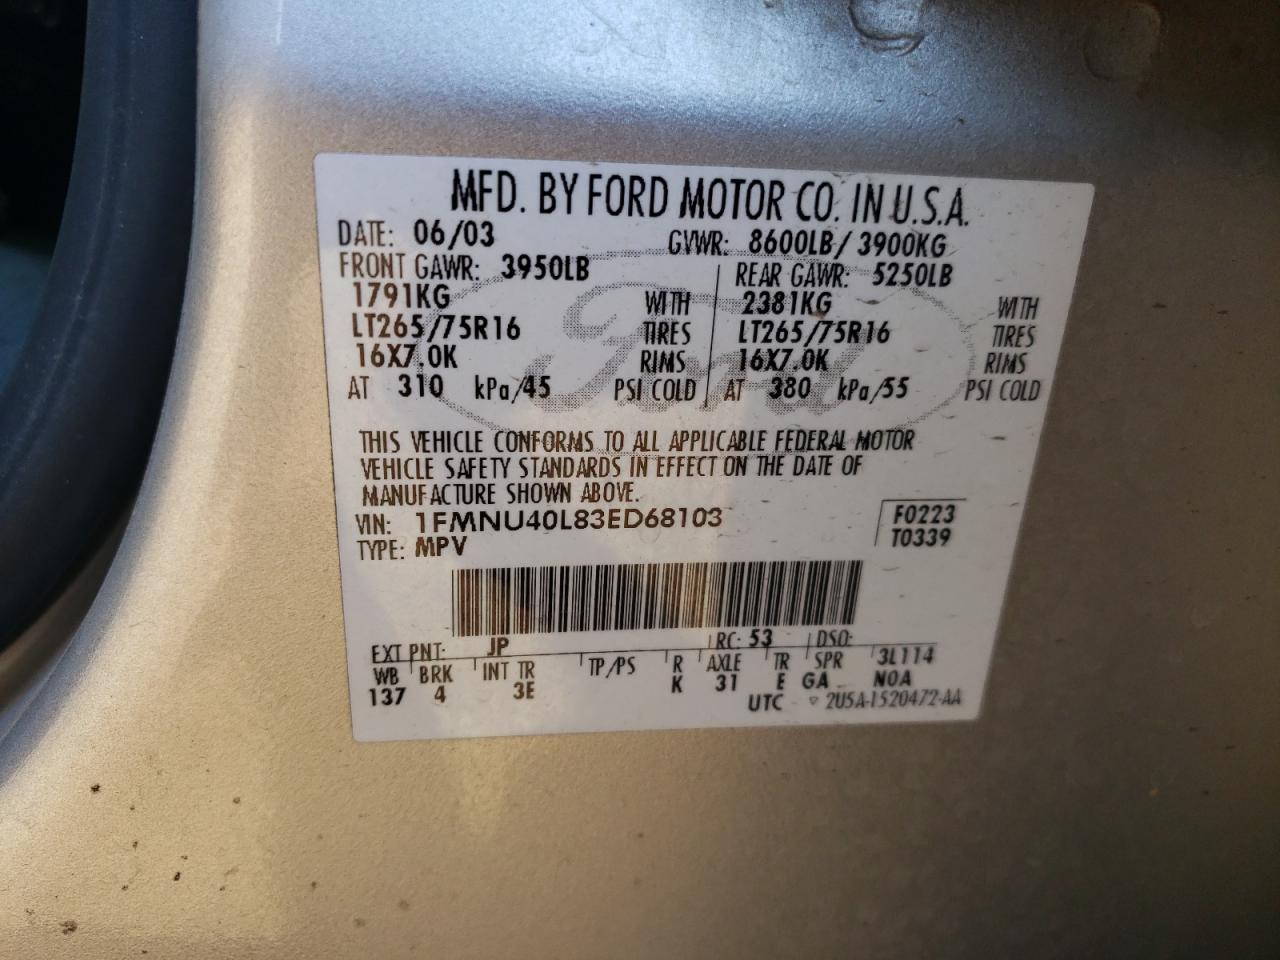 MFD. BY FORD MOTOR CO. IN U.S.A.
DATE: 06/03 GVWR: 8600LB/ 3900KG
FRONT GAWR: 3950LB REAR GAWR: 5250LB
1791KG WITH 2381KG WITH
LT265/75R16 TIRES LT265/75R16 TIRES
16X7.0K RIMS 16X7.0K RIMS
AT 310 kPa/45 PSI COLD AT 380 kPa/55 PSI COLD
Ford
THIS VEHICLE CONFORMS TO ALL APPLICABLE FEDERAL MOTOR
VEHICLE SAFETY STANDARDS IN EFFECT ON THE DATE OF
MANUFACTURE SHOWN ABOVE.
VIN: 1FMNU40L83ED68103 F0223
TYPE: MPV T0339
EXT PNT: JP RC: 53 DSO:
WB BRK INT TR TP/PS R AXLE TR SPR 3L114
137 4 3E K 31 E GA N0A
UTC ▽ 2U5A-1520472-AA